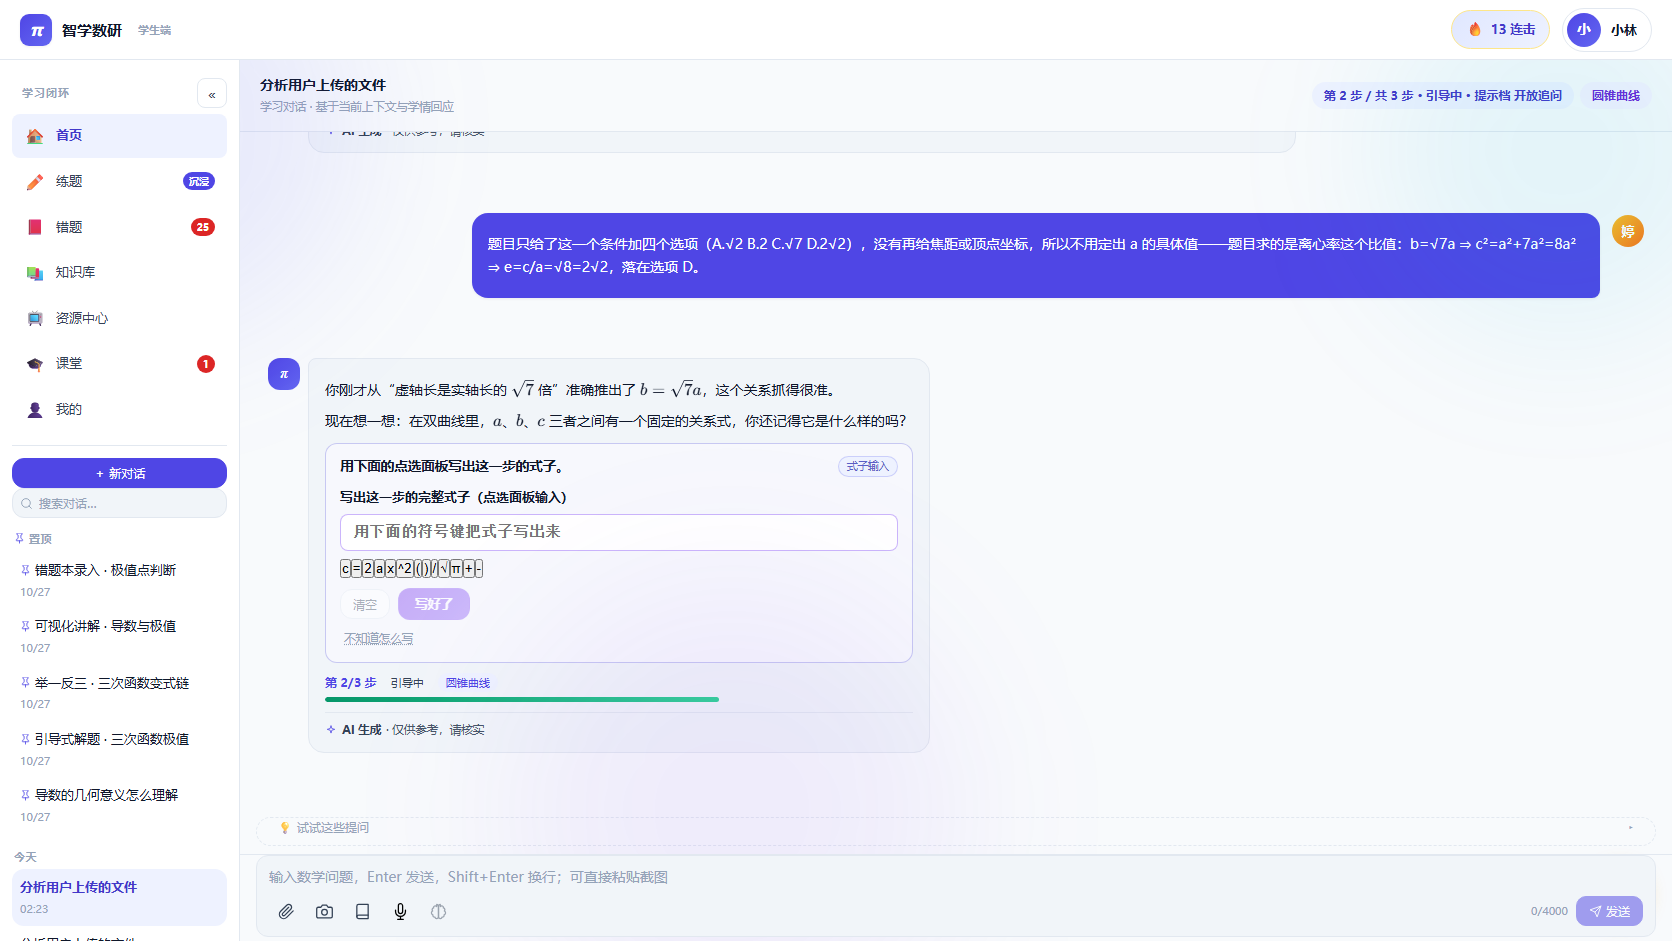 π 智学数研 学生端
13 连击
小 小林
学习闭环
«
首页
练题 沉浸
错题 25
知识库
资源中心
课堂 1
我的
+ 新对话
搜索对话...
置顶
错题本录入 · 极值点判断
10/27
可视化讲解 · 导数与极值
10/27
举一反三 · 三次函数变式链
10/27
引导式解题 · 三次函数极值
10/27
导数的几何意义怎么理解
10/27
今天
分析用户上传的文件
02:23
分析用户上传的文件
分析用户上传的文件
学习对话 · 基于当前上下文与学情回应
第 2 步 / 共 3 步 • 引导中 • 提示档 开放追问
圆锥曲线
AI 生成 · 仅供参考，请核实
题目只给了这一个条件加四个选项（A.√2 B.2 C.√7 D.2√2），没有再给焦距或顶点坐标，所以不用定出 a 的具体值——题目求的是离心率这个比值：b=√7a ⇒ c²=a²+7a²=8a²
⇒ e=c/a=√8=2√2，落在选项 D。
婷
π
你刚才从“虚轴长是实轴长的 √7 倍”准确推出了 b = √7a，这个关系抓得很准。
现在想一想：在双曲线里，a、b、c 三者之间有一个固定的关系式，你还记得它是什么样的吗？
用下面的点选面板写出这一步的式子。 式子输入
写出这一步的完整式子（点选面板输入）
用下面的符号键把式子写出来
c = 2 a x ^2 ( ) / √ π + -
清空 写好了
不知道怎么写
第 2/3 步 引导中 圆锥曲线
AI 生成 · 仅供参考，请核实
试试这些提问
输入数学问题，Enter 发送，Shift+Enter 换行；可直接粘贴截图
0/4000 发送